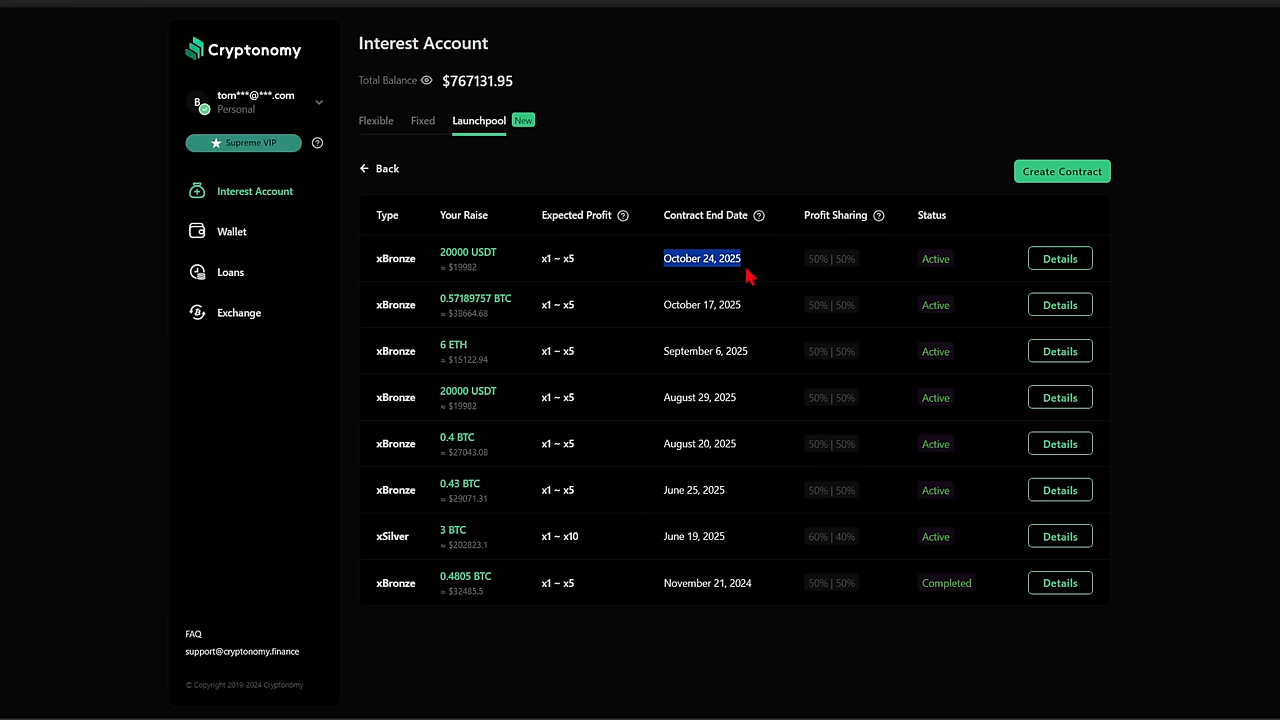 Cryptonomy
B
tom***@***.com
Personal
Supreme VIP
Interest Account
Wallet
Loans
Exchange
FAQ
support@cryptonomy.finance
© Copyright 2019-2024 Cryptonomy
Interest Account
Total Balance $767131.95
Flexible Fixed Launchpool New
Back
Create Contract
Type Your Raise Expected Profit Contract End Date Profit Sharing Status
xBronze 20000 USDT x1 ~ x5 October 24, 2025 50% | 50% Active Details
≈ $19982
xBronze 0.57189757 BTC x1 ~ x5 October 17, 2025 50% | 50% Active Details
≈ $38664.68
xBronze 6 ETH x1 ~ x5 September 6, 2025 50% | 50% Active Details
≈ $15122.94
xBronze 20000 USDT x1 ~ x5 August 29, 2025 50% | 50% Active Details
≈ $19982
xBronze 0.4 BTC x1 ~ x5 August 20, 2025 50% | 50% Active Details
≈ $27043.08
xBronze 0.43 BTC x1 ~ x5 June 25, 2025 50% | 50% Active Details
≈ $29071.31
xSilver 3 BTC x1 ~ x10 June 19, 2025 60% | 40% Active Details
≈ $202823.1
xBronze 0.4805 BTC x1 ~ x5 November 21, 2024 50% | 50% Completed Details
≈ $32485.5